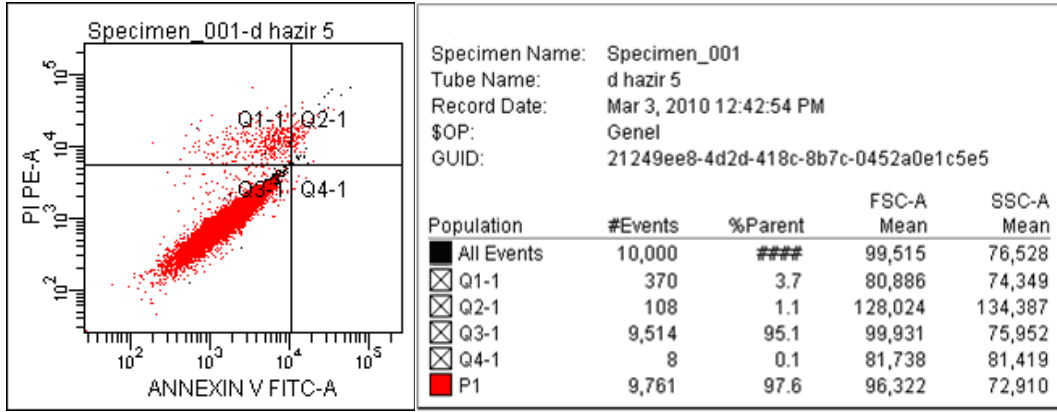 Specimen_001-d hazir 5
PI PE-A
10^5
10^4
10^3
10^2
Q1-1 Q2-1
Q3-1 Q4-1
10^2 10^3 10^4 10^5
ANNEXIN V FITC-A
Specimen Name: Specimen_001
Tube Name: d hazir 5
Record Date: Mar 3, 2010 12:42:54 PM
$OP: Genel
GUID: 21249ee8-4d2d-418c-8b7c-0452a0e1c5e5
FSC-A SSC-A
Population #Events %Parent Mean Mean
All Events 10,000 #### 99,515 76,528
Q1-1 370 3.7 80,886 74,349
Q2-1 108 1.1 128,024 134,387
Q3-1 9,514 95.1 99,931 75,952
Q4-1 8 0.1 81,738 81,419
P1 9,761 97.6 96,322 72,910